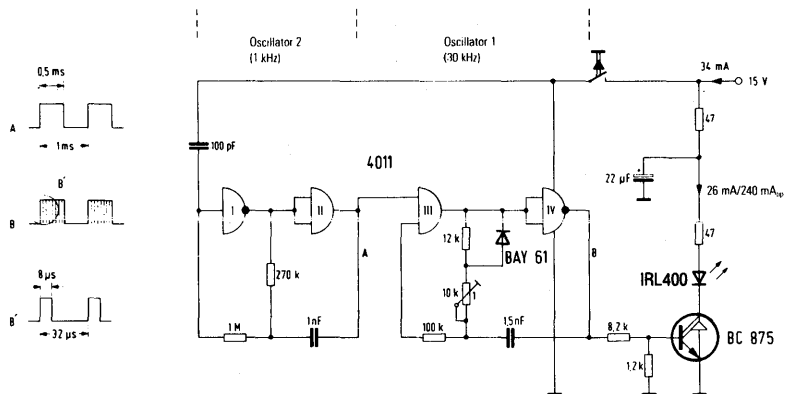 Oscillator 2
(1 kHz)
Oscillator 1
(30 kHz)
34 mA
15 V
0,5 ms
A
1 ms
100 pF
4011
47
22 µF
26 mA/240 mApp
B'
B
I
II
III
IV
A
12 k
BAY 61
B
47
270 k
10 k
1
IRL400
8 µs
B'
32 µs
1 M
1 nF
100 k
1,5 nF
8,2 k
BC 875
1,2 k